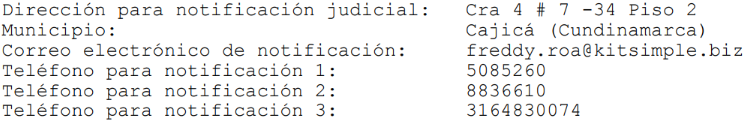 Dirección para notificación judicial: Cra 4 # 7 -34 Piso 2
Municipio: Cajicá (Cundinamarca)
Correo electrónico de notificación: freddy.roa@kitsimple.biz
Teléfono para notificación 1: 5085260
Teléfono para notificación 2: 8836610
Teléfono para notificación 3: 3164830074